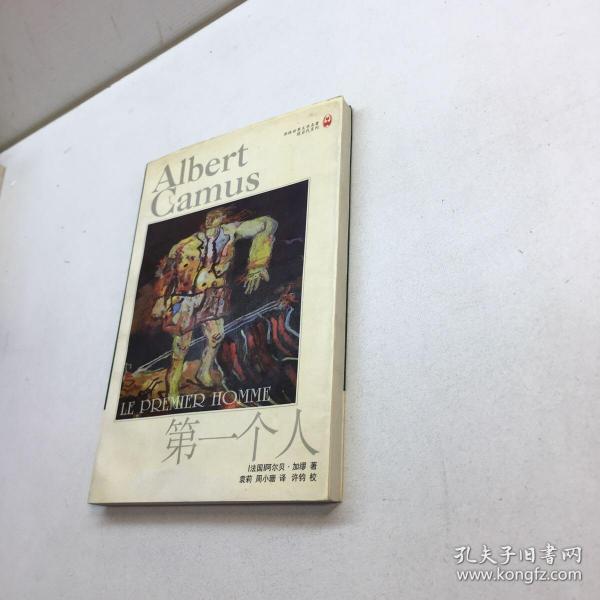 Albert
Camus
LE PREMIER HOMME
第一个人
[法国]阿尔贝·加缪 著
袁莉 周小珊 译 许钧 校
孔夫子旧书网
www.kongfz.com